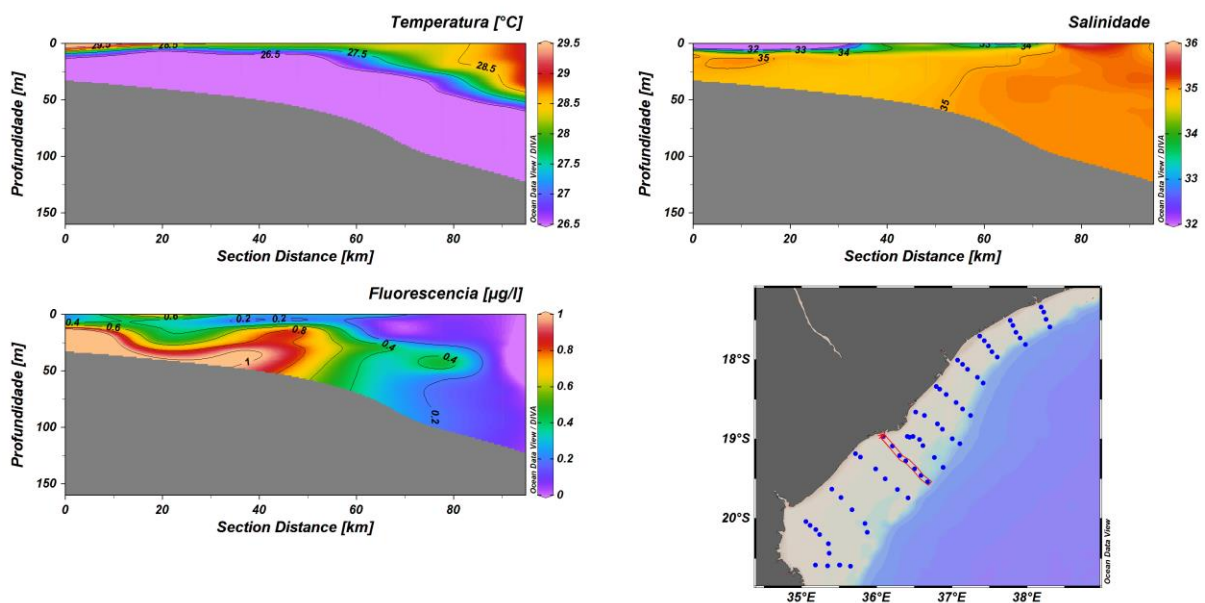 Temperatura [°C]
0
50
100
150
Profundidade [m]
29.5
28.5
26.5
27.5
28.5
0 20 40 60 80
Section Distance [km]
29.5
29
28.5
28
27.5
27
26.5
Ocean Data View / DIVA
Salinidade
0
50
100
150
Profundidade [m]
32
33
34
33
34
35
35
0 20 40 60 80
Section Distance [km]
36
35
34
33
32
Ocean Data View / DIVA
Fluorescencia [µg/l]
0
50
100
150
Profundidade [m]
0.4
0.6
0.6
0.2
0.2
0.8
1
0.4
0.4
0.2
0 20 40 60 80
Section Distance [km]
1
0.8
0.6
0.4
0.2
0
Ocean Data View / DIVA
18°S
19°S
20°S
35°E 36°E 37°E 38°E
Ocean Data View